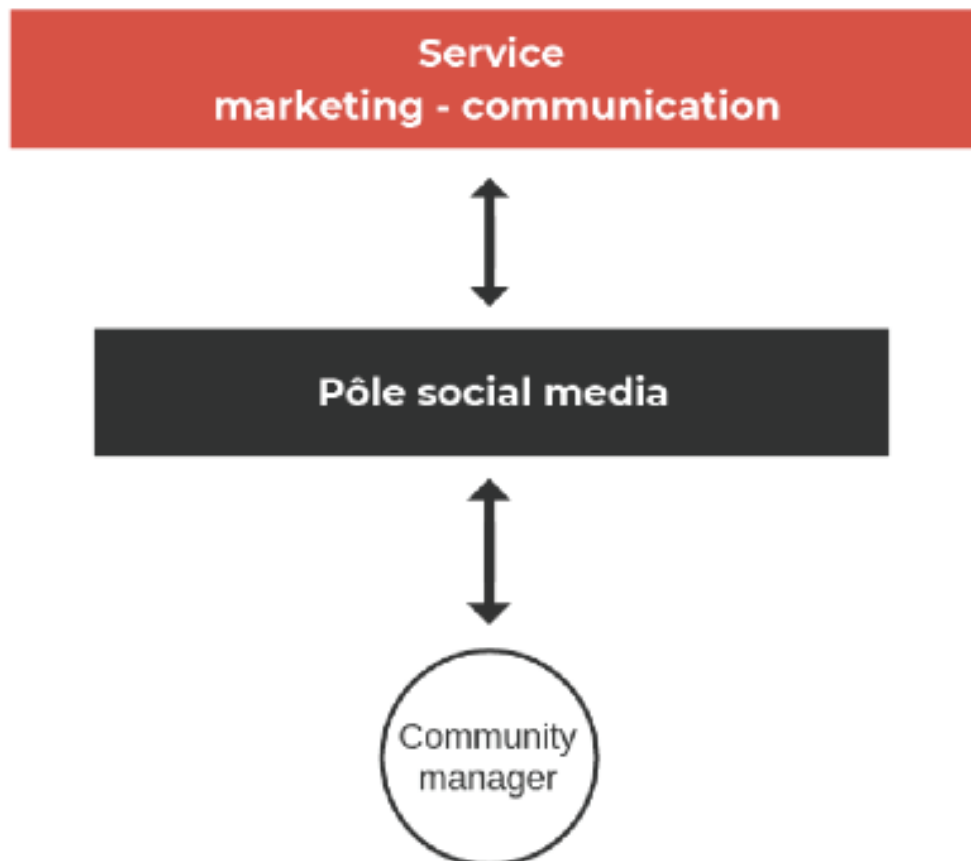 Service
marketing - communication
Pôle social media
Community
manager